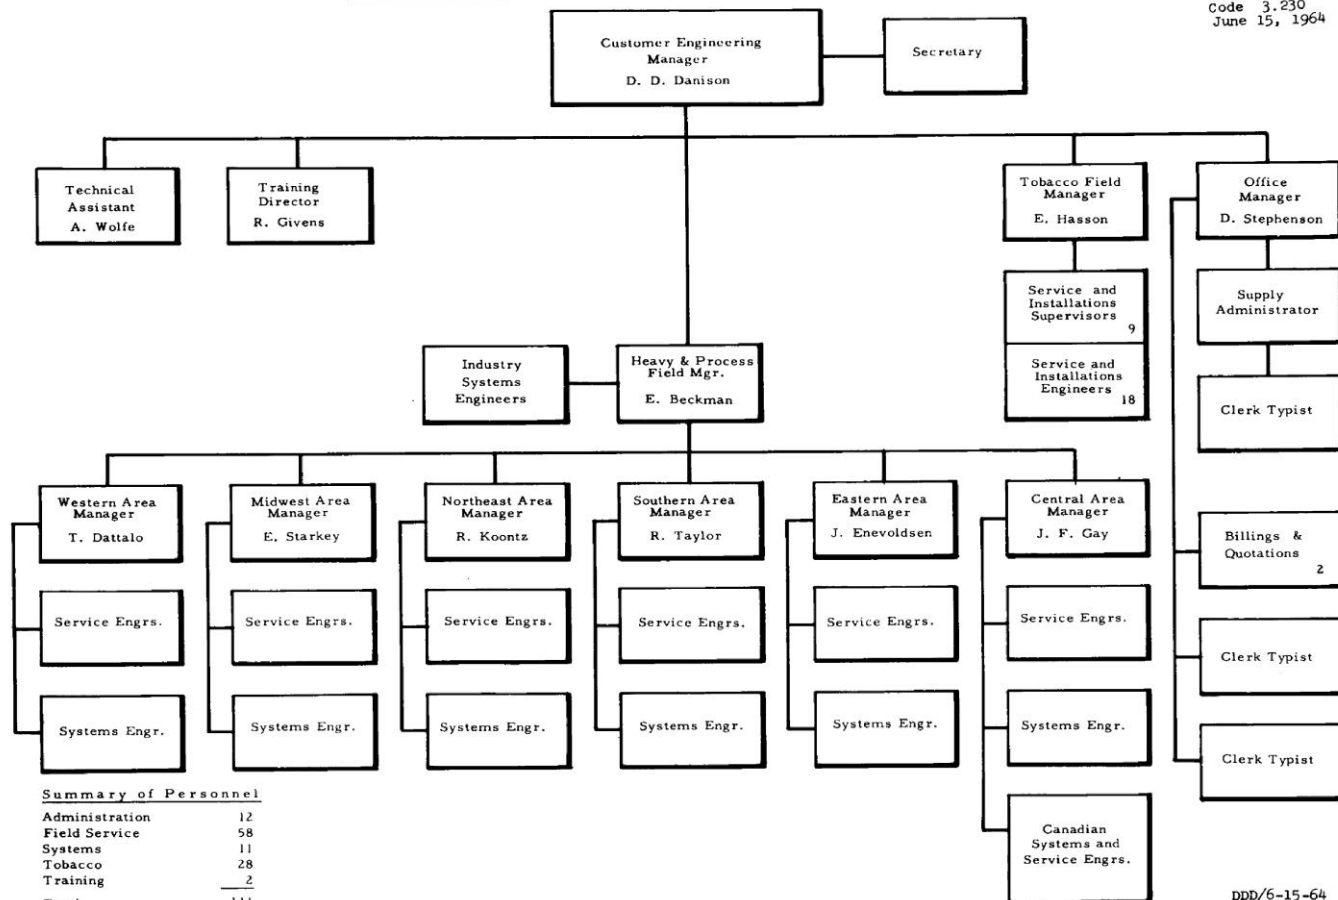 Code 3.230
June 15, 1964
Customer Engineering
Manager
D. D. Danison
Secretary
Technical
Assistant
A. Wolfe
Training
Director
R. Givens
Tobacco Field
Manager
E. Hasson
Office
Manager
D. Stephenson
Service and
Installations
Supervisors
9
Service and
Installations
Engineers
18
Supply
Administrator
Clerk Typist
Industry
Systems
Engineers
Heavy & Process
Field Mgr.
E. Beckman
Western Area
Manager
T. Dattalo
Midwest Area
Manager
E. Starkey
Northeast Area
Manager
R. Koontz
Southern Area
Manager
R. Taylor
Eastern Area
Manager
J. Enevoldsen
Central Area
Manager
J. F. Gay
Billings &
Quotations
2
Service Engrs.
Service Engrs.
Service Engrs.
Service Engrs.
Service Engrs.
Service Engrs.
Clerk Typist
Systems Engr.
Systems Engr.
Systems Engr.
Systems Engr.
Systems Engr.
Systems Engr.
Clerk Typist
Canadian
Systems and
Service Engrs.
Summary of Personnel
Administration 12
Field Service 58
Systems 11
Tobacco 28
Training 2
111
DDD/6-15-64